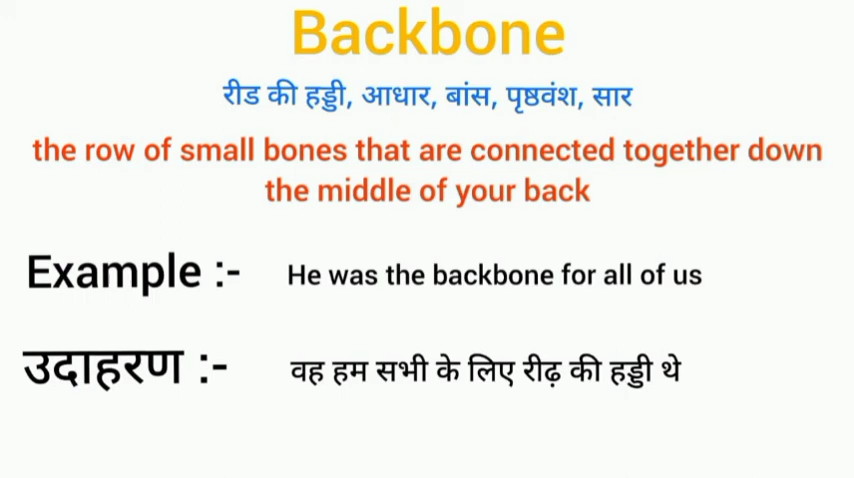 Backbone
रीड की हड्डी, आधार, बांस, पृष्ठवंश, सार
the row of small bones that are connected together down
the middle of your back
Example :- He was the backbone for all of us
उदाहरण :- वह हम सभी के लिए रीढ़ की हड्डी थे